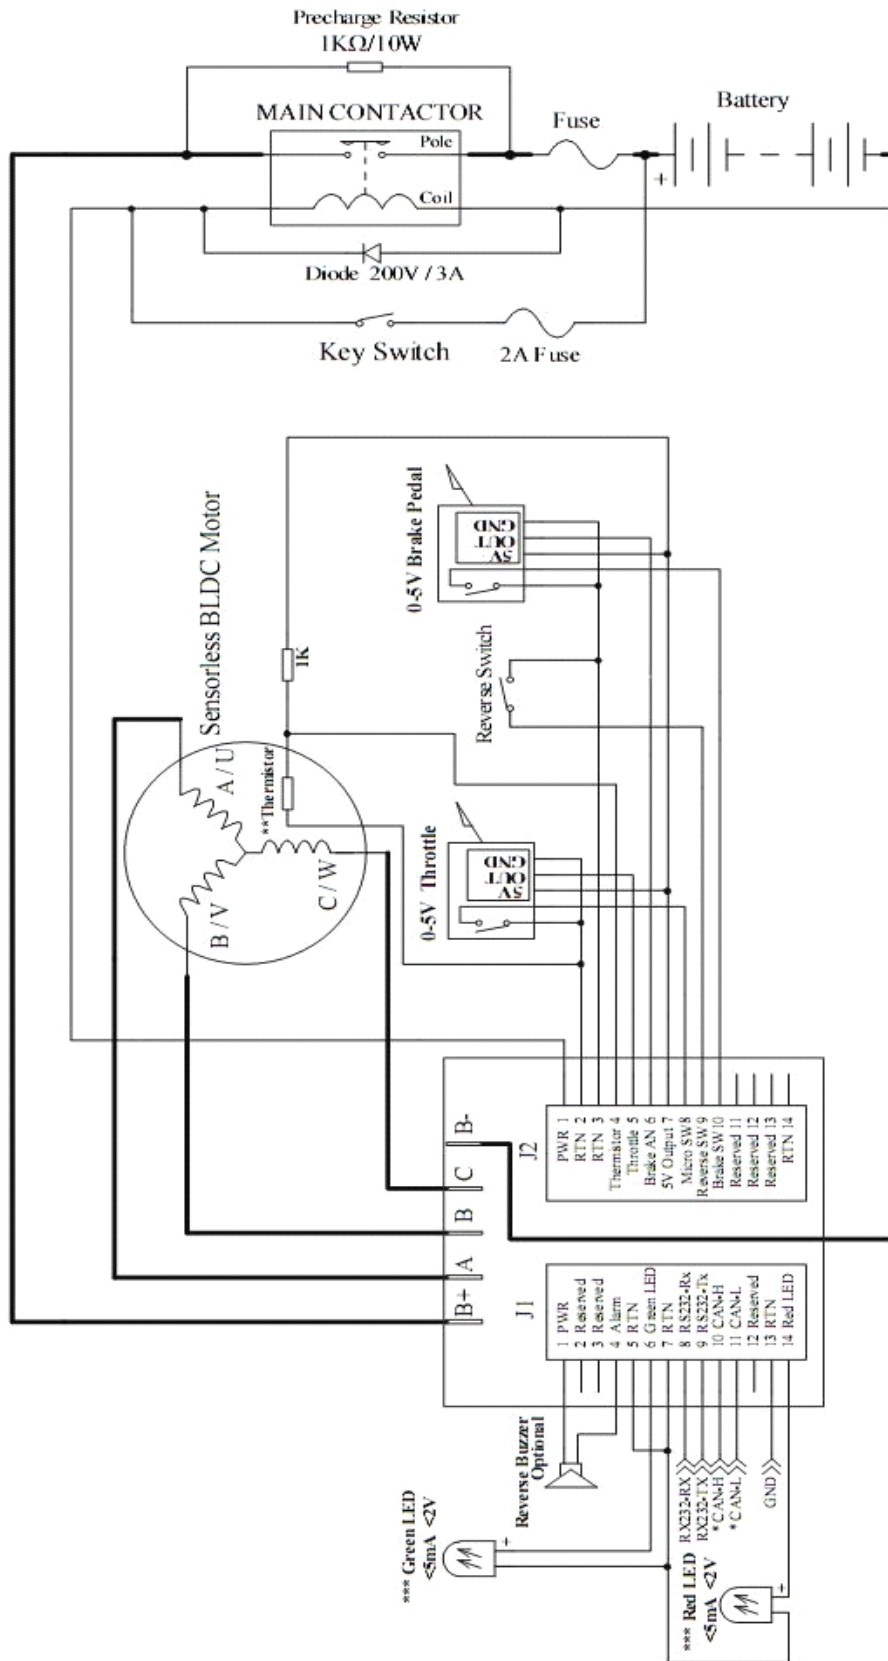 Precharge Resistor
1KΩ/10W
MAIN CONTACTOR
Pole
Coil
Fuse
Battery
+
Diode 200V / 3A
Key Switch
2A Fuse
Sensorless BLDC Motor
A / U
B / V
C / W
**Thermistor
1K
0-5V Brake Pedal
GND
OUT
5V
Reverse Switch
0-5V Throttle
GND
OUT
5V
B+
A
B
C
B-
J2
PWR 1
RTN 2
RTN 3
Thermistor 4
Throttle 5
Brake AN 6
5V Output 7
Micro SW8
Reverse SW 9
Brake SW10
Reserved 11
Reserved 12
Reserved 13
RTN 14
J1
1 PWR
2 Reserved
3 Reserved
4 Alarm
5 RTN
6 Green LED
7 RTN
8 RS232-Rx
9 RS232-Tx
10 CAN-H
11 CAN-L
12 Reserved
13 RTN
14 Red LED
Reverse Buzzer
Optional
*** Green LED
<5mA <2V
+
RX232-RX
RX232-TX
*CAN-H
*CAN-L
GND
*** Red LED
<5mA <2V
+